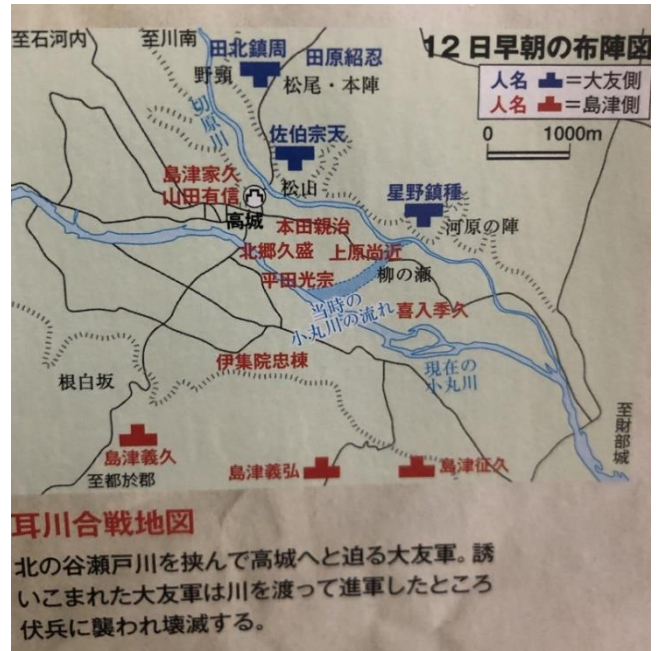 12日早朝の布陣図
人名 =大友側
人名 =島津側
0 1000m
至石河内
至川南
田北鎮周
田原紹忍
野頸
松尾・本陣
切原川
佐伯宗天
松山
島津家久
山田有信
高城
星野鎮種
河原の陣
本田親治
北郷久盛
上原尚近
平田光宗
柳の瀬
当時の
小丸川の流れ
喜入季久
現在の
小丸川
伊集院忠棟
根白坂
至財部城
島津義久
至都於郡
島津義弘
島津征久
耳川合戦地図
北の谷瀬戸川を挟んで高城へと迫る大友軍。誘
いこまれた大友軍は川を渡って進軍したところ
伏兵に襲われ壊滅する。